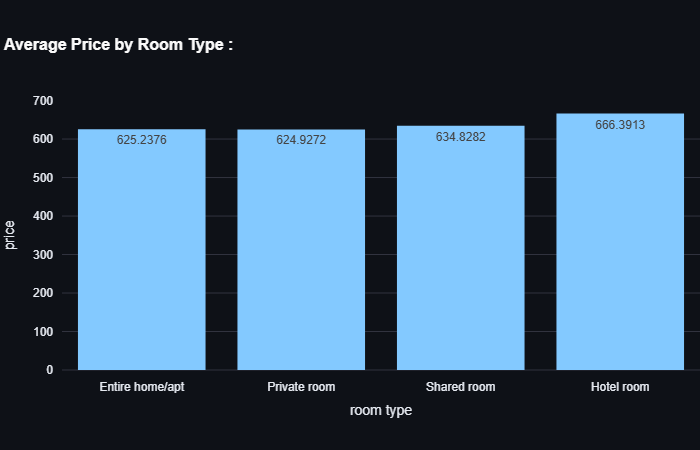 Average Price by Room Type :
700
600
500
400
300
200
100
0
price
625.2376
624.9272
634.8282
666.3913
Entire home/apt
Private room
Shared room
Hotel room
room type